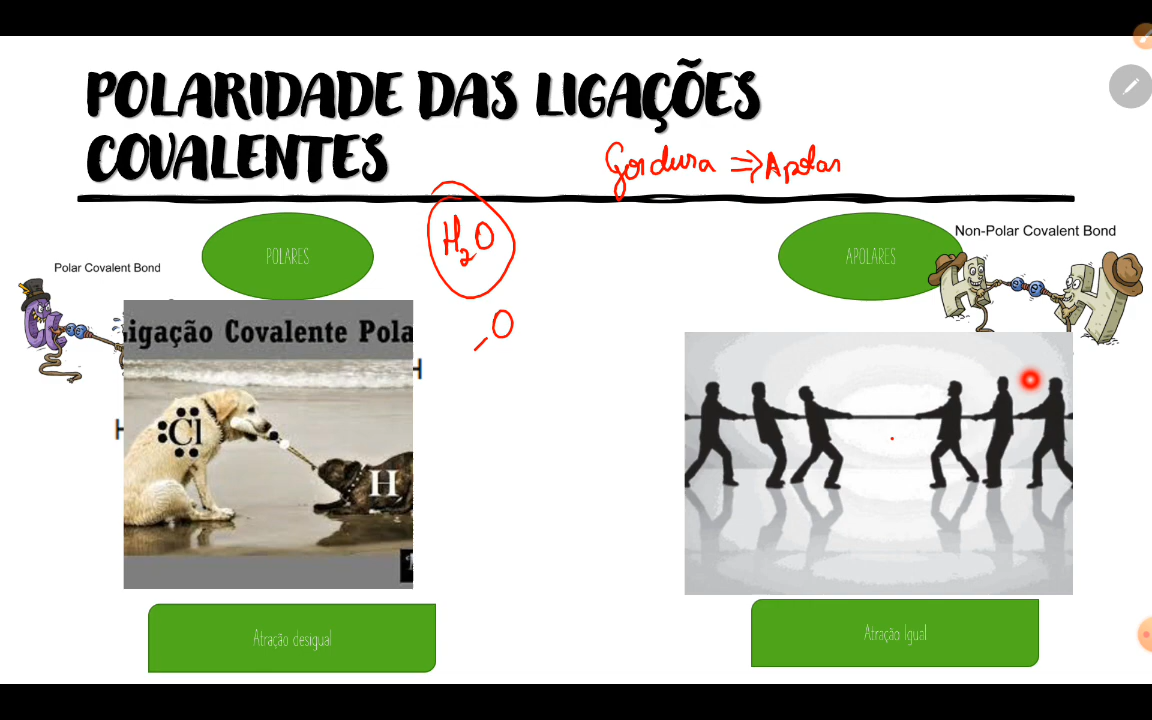 POLARIDADE DAS LIGAÇÕES
COVALENTES
Gordura ⇒ Apolar
H₂O
O
POLARES
APOLARES
Polar Covalent Bond
Non-Polar Covalent Bond
Ligação Covalente Pola
H
H
Cl
H
H
H
Atração desigual
Atração Igual